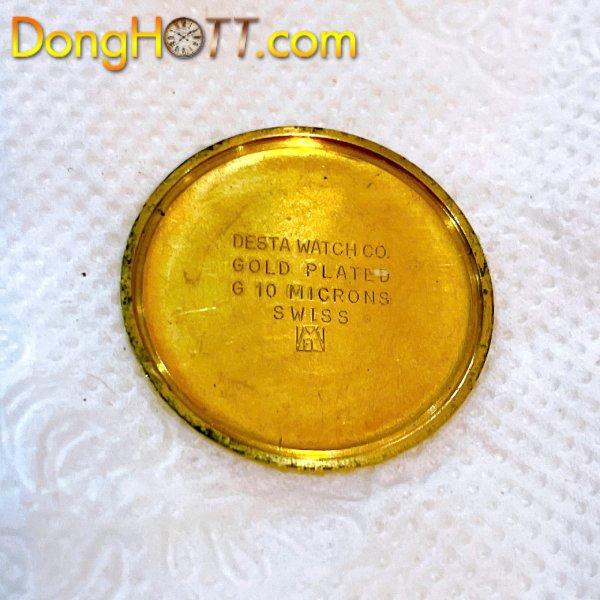 DongHOTT.com
DESTA WATCH CO.
GOLD PLATED
G 10 MICRONS
SWISS